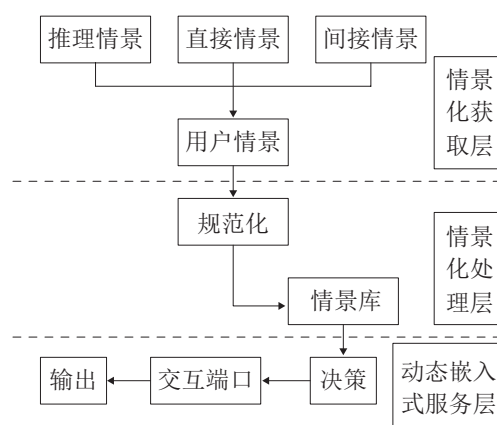 推理情景
直接情景
间接情景
情景
化获
取层
用户情景
规范化
情景
化处
理层
情景库
输出
交互端口
决策
动态嵌入
式服务层